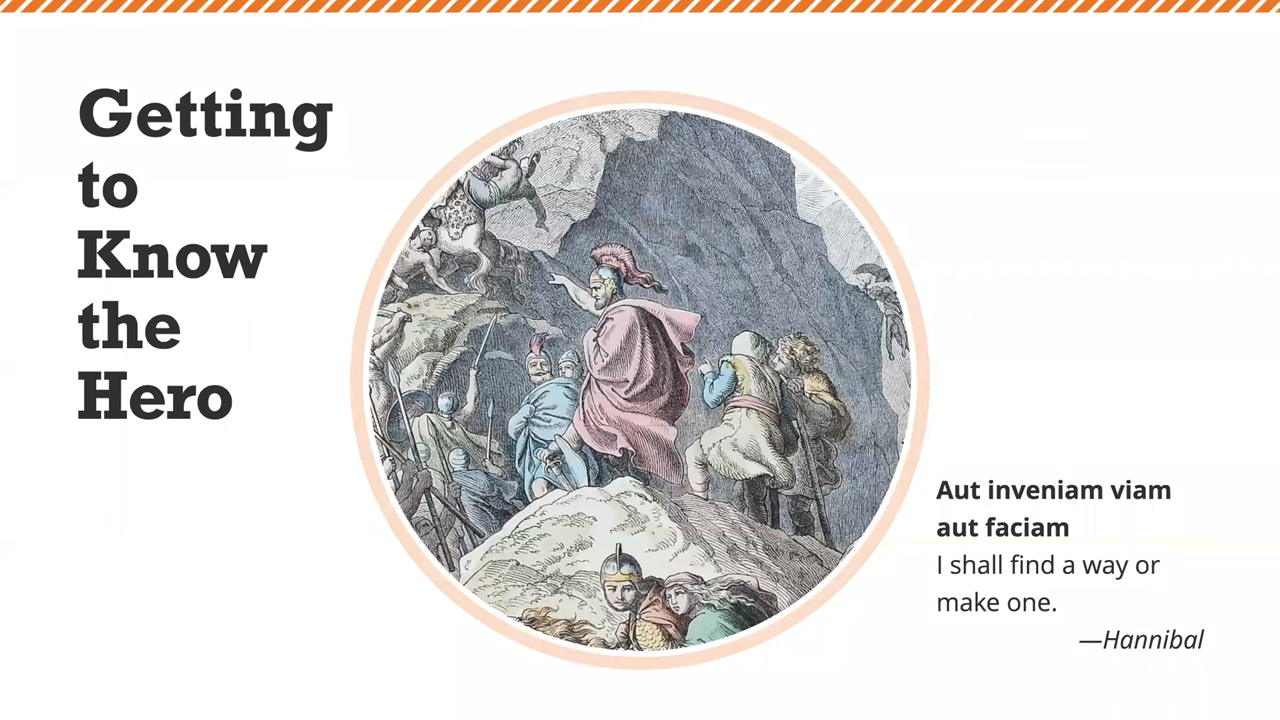 Getting
to
Know
the
Hero
Aut inveniam viam
aut faciam
I shall find a way or
make one.
—Hannibal